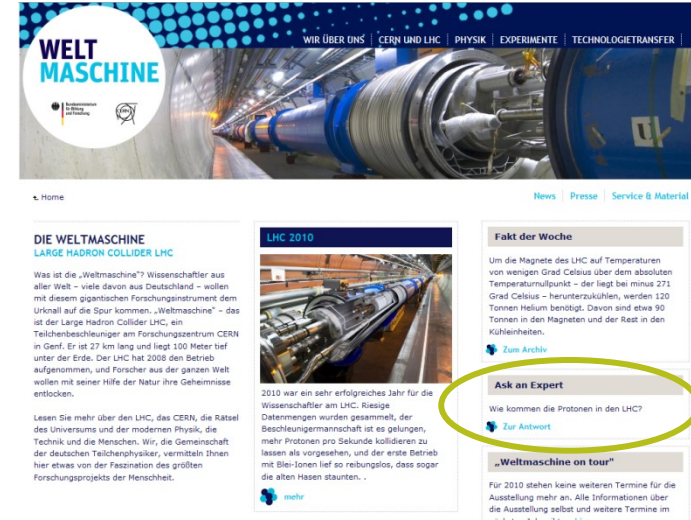 WELT
MASCHINE
Bundesministerium
für Bildung
und Forschung
CERN
WIR ÜBER UNS | CERN UND LHC | PHYSIK | EXPERIMENTE | TECHNOLOGIETRANSFER |
Home
News | Presse | Service & Material
DIE WELTMASCHINE
LARGE HADRON COLLIDER LHC
Was ist die „Weltmaschine"? Wissenschaftler aus
aller Welt – viele davon aus Deutschland – wollen
mit diesem gigantischen Forschungsinstrument dem
Urknall auf die Spur kommen. „Weltmaschine" – das
ist der Large Hadron Collider LHC, ein
Teilchenbeschleuniger am Forschungszentrum CERN
in Genf. Er ist 27 km lang und liegt 100 Meter tief
unter der Erde. Der LHC hat 2008 den Betrieb
aufgenommen, und Forscher aus der ganzen Welt
wollen mit seiner Hilfe der Natur ihre Geheimnisse
entlocken.
Lesen Sie mehr über den LHC, das CERN, die Rätsel
des Universums und der modernen Physik, die
Technik und die Menschen. Wir, die Gemeinschaft
der deutschen Teilchenphysiker, vermitteln Ihnen
hier etwas von der Faszination des größten
Forschungsprojekts der Menschheit.
LHC 2010
2010 war ein sehr erfolgreiches Jahr für die
Wissenschaftler am LHC. Riesige
Datenmengen wurden gesammelt, der
Beschleunigermannschaft ist es gelungen,
mehr Protonen pro Sekunde kollidieren zu
lassen als vorgesehen, und der erste Betrieb
mit Blei-Ionen lief so reibungslos, dass sogar
die alten Hasen staunten. .
mehr
Fakt der Woche
Um die Magnete des LHC auf Temperaturen
von wenigen Grad Celsius über dem absoluten
Temperaturnullpunkt – der liegt bei minus 271
Grad Celsius – herunterzukühlen, werden 120
Tonnen Helium benötigt. Davon sind etwa 90
Tonnen in den Magneten und der Rest in den
Kühleinheiten.
Zum Archiv
Ask an Expert
Wie kommen die Protonen in den LHC?
Zur Antwort
„Weltmaschine on tour"
Für 2010 stehen keine weiteren Termine für die
Ausstellung mehr an. Alle Informationen über
die Ausstellung selbst und weitere Termine im